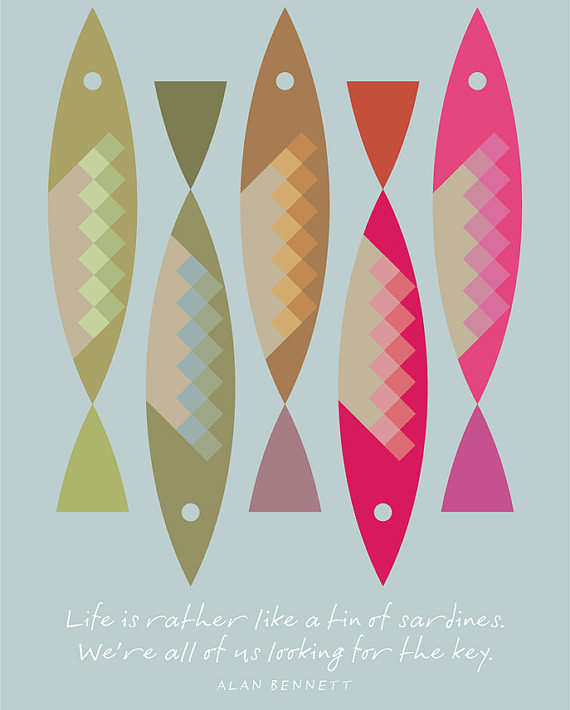 Life is rather like a tin of sardines.
We're all of us looking for the key.
ALAN BENNETT